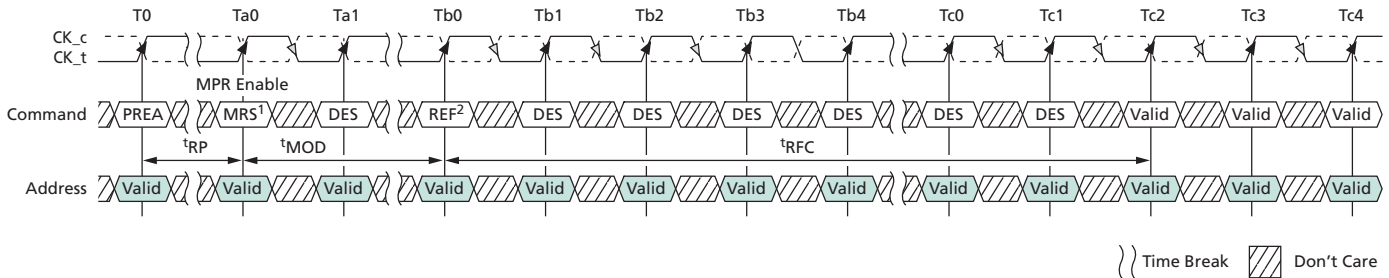 T0 Ta0 Ta1 Tb0 Tb1 Tb2 Tb3 Tb4 Tc0 Tc1 Tc2 Tc3 Tc4
CK_c
CK_t
MPR Enable
Command PREA MRS1 DES REF2 DES DES DES DES DES DES Valid Valid Valid
tRP tMOD tRFC
Address Valid Valid Valid Valid Valid Valid Valid Valid Valid Valid Valid Valid Valid
Time Break Don't Care